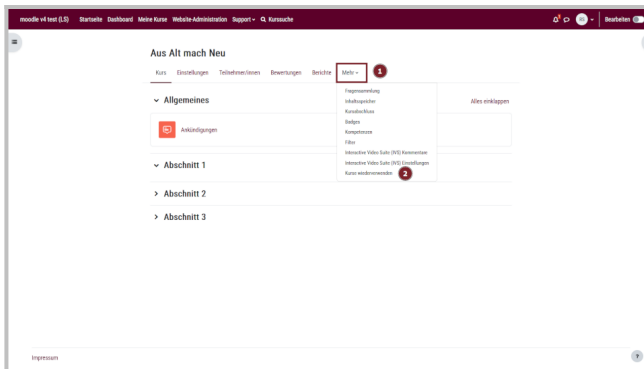 moodle v4 test (LS) Startseite Dashboard Meine Kurse Website-Administration Support Kurssuche Bearbeiten
Aus Alt mach Neu
Kurs Einstellungen Teilnehmer/innen Bewertungen Berichte Mehr 1
Fragensammlung
Inhaltsspeicher
Kursabschluss
Badges
Kompetenzen
Filter
Interactive Video Suite (IVS) Kommentare
Interactive Video Suite (IVS) Einstellungen
Kurse wiederverwenden 2
Allgemeines Alles einklappen
Ankündigungen
Abschnitt 1
Abschnitt 2
Abschnitt 3
Impressum ?